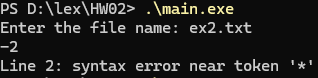 PS D:\lex\HW02> .\main.exe
Enter the file name: ex2.txt
-2
Line 2: syntax error near token '*'